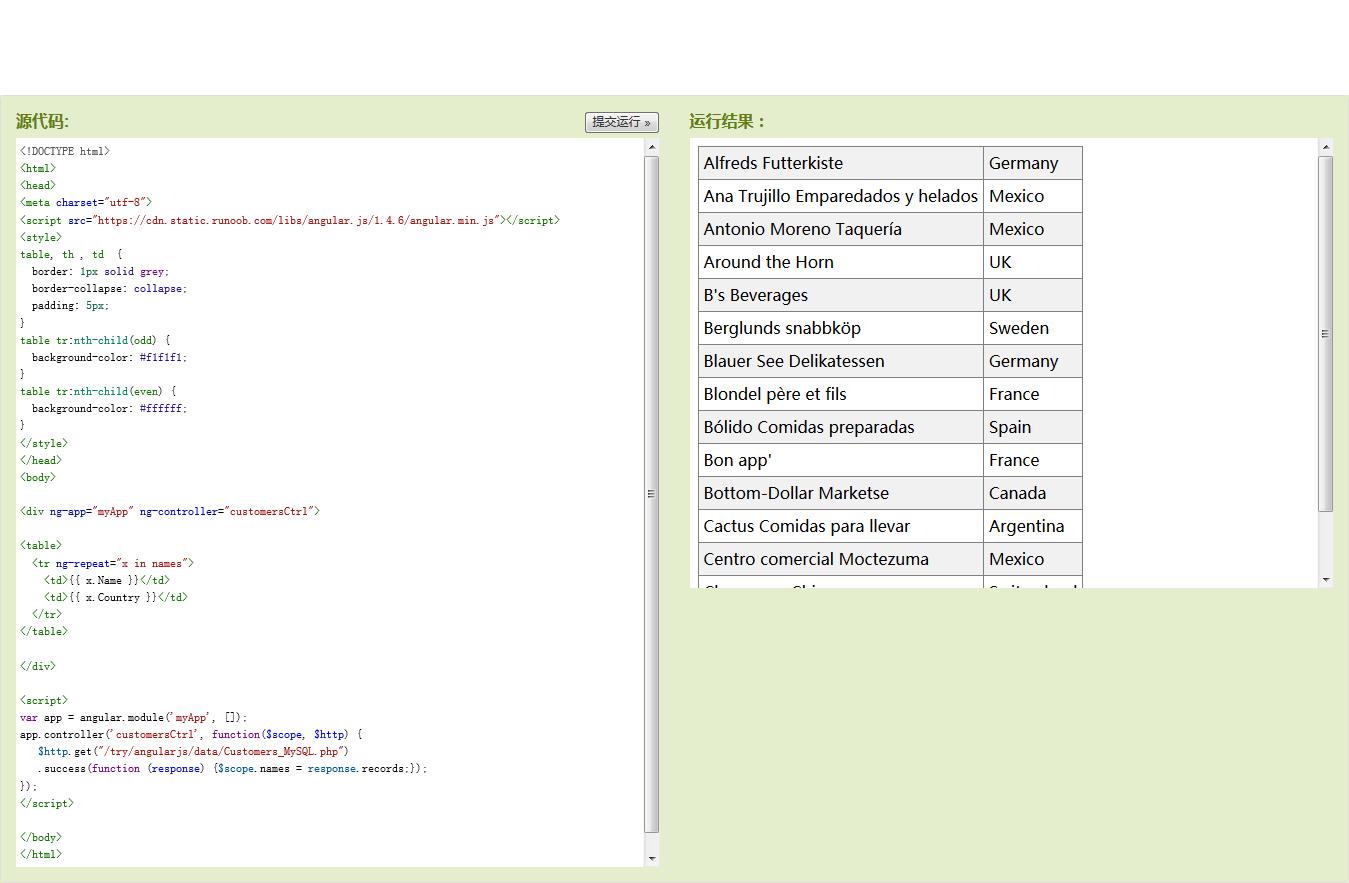 源代码:
提交运行 »
<!DOCTYPE html>
<html>
<head>
<meta charset="utf-8">
<script src="https://cdn.static.runoob.com/libs/angular.js/1.4.6/angular.min.js"></script>
<style>
table, th , td  {
  border: 1px solid grey;
  border-collapse: collapse;
  padding: 5px;
}
table tr:nth-child(odd) {
  background-color: #f1f1f1;
}
table tr:nth-child(even) {
  background-color: #ffffff;
}
</style>
</head>
<body>
<div ng-app="myApp" ng-controller="customersCtrl">
<table>
  <tr ng-repeat="x in names">
    <td>{{ x.Name }}</td>
    <td>{{ x.Country }}</td>
  </tr>
</table>
</div>
<script>
var app = angular.module('myApp', []);
app.controller('customersCtrl', function($scope, $http) {
   $http.get("/try/angularjs/data/Customers_MySQL.php")
   .success(function (response) {$scope.names = response.records;});
});
</script>
</body>
</html>
运行结果：
Alfreds Futterkiste Germany
Ana Trujillo Emparedados y helados Mexico
Antonio Moreno Taquería Mexico
Around the Horn UK
B's Beverages UK
Berglunds snabbköp Sweden
Blauer See Delikatessen Germany
Blondel père et fils France
Bólido Comidas preparadas Spain
Bon app' France
Bottom-Dollar Marketse Canada
Cactus Comidas para llevar Argentina
Centro comercial Moctezuma Mexico